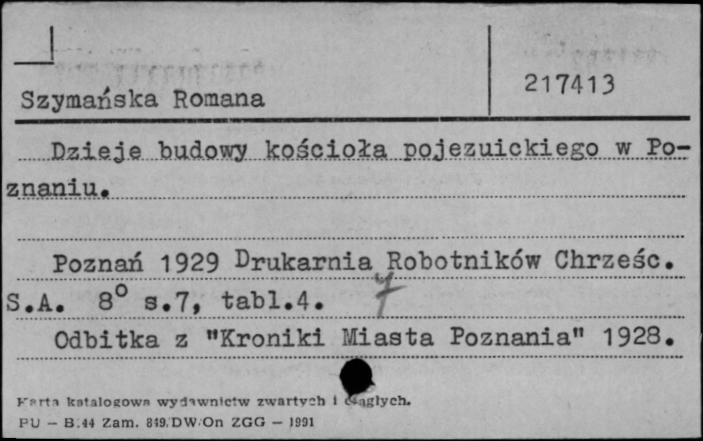 217413
Szymańska Romana
Dzieje budowy kościoła pojezuickiego w Po-
znaniu.
Poznań 1929 Drukarnia Robotników Chrześc.
S.A. 8° s.7, tabl.4.
Odbitka z "Kroniki Miasta Poznania" 1928.
Karta katalogowa wydawnictw zwartych i ciągłych.
PU – B.44 Zam. 849/DW/On ZGG – 1991